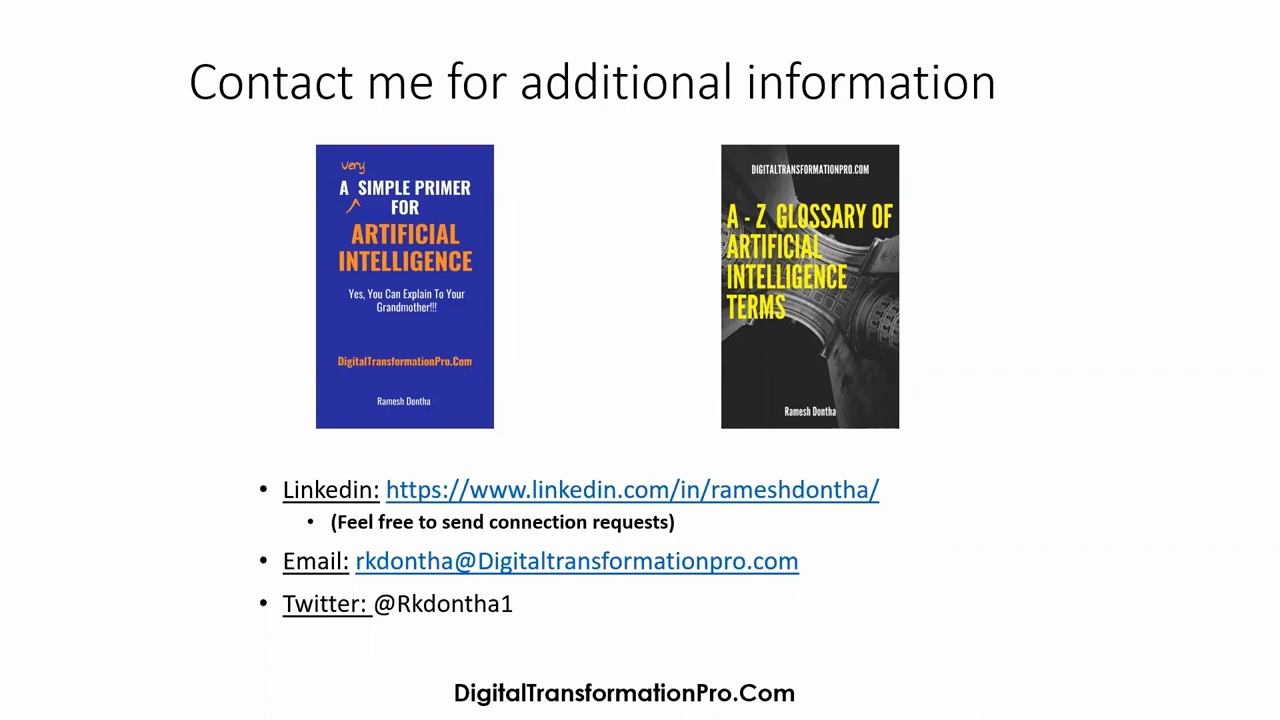 Contact me for additional information
very
A SIMPLE PRIMER
FOR
ARTIFICIAL
INTELLIGENCE
Yes, You Can Explain To Your
Grandmother!!!
DigitalTransformationPro.Com
Ramesh Dontha
DIGITALTRANSFORMATIONPRO.COM
A - Z GLOSSARY OF
ARTIFICIAL
INTELLIGENCE
TERMS
Ramesh Dontha
• Linkedin: https://www.linkedin.com/in/rameshdontha/
• (Feel free to send connection requests)
• Email: rkdontha@Digitaltransformationpro.com
• Twitter: @Rkdontha1
DigitalTransformationPro.Com